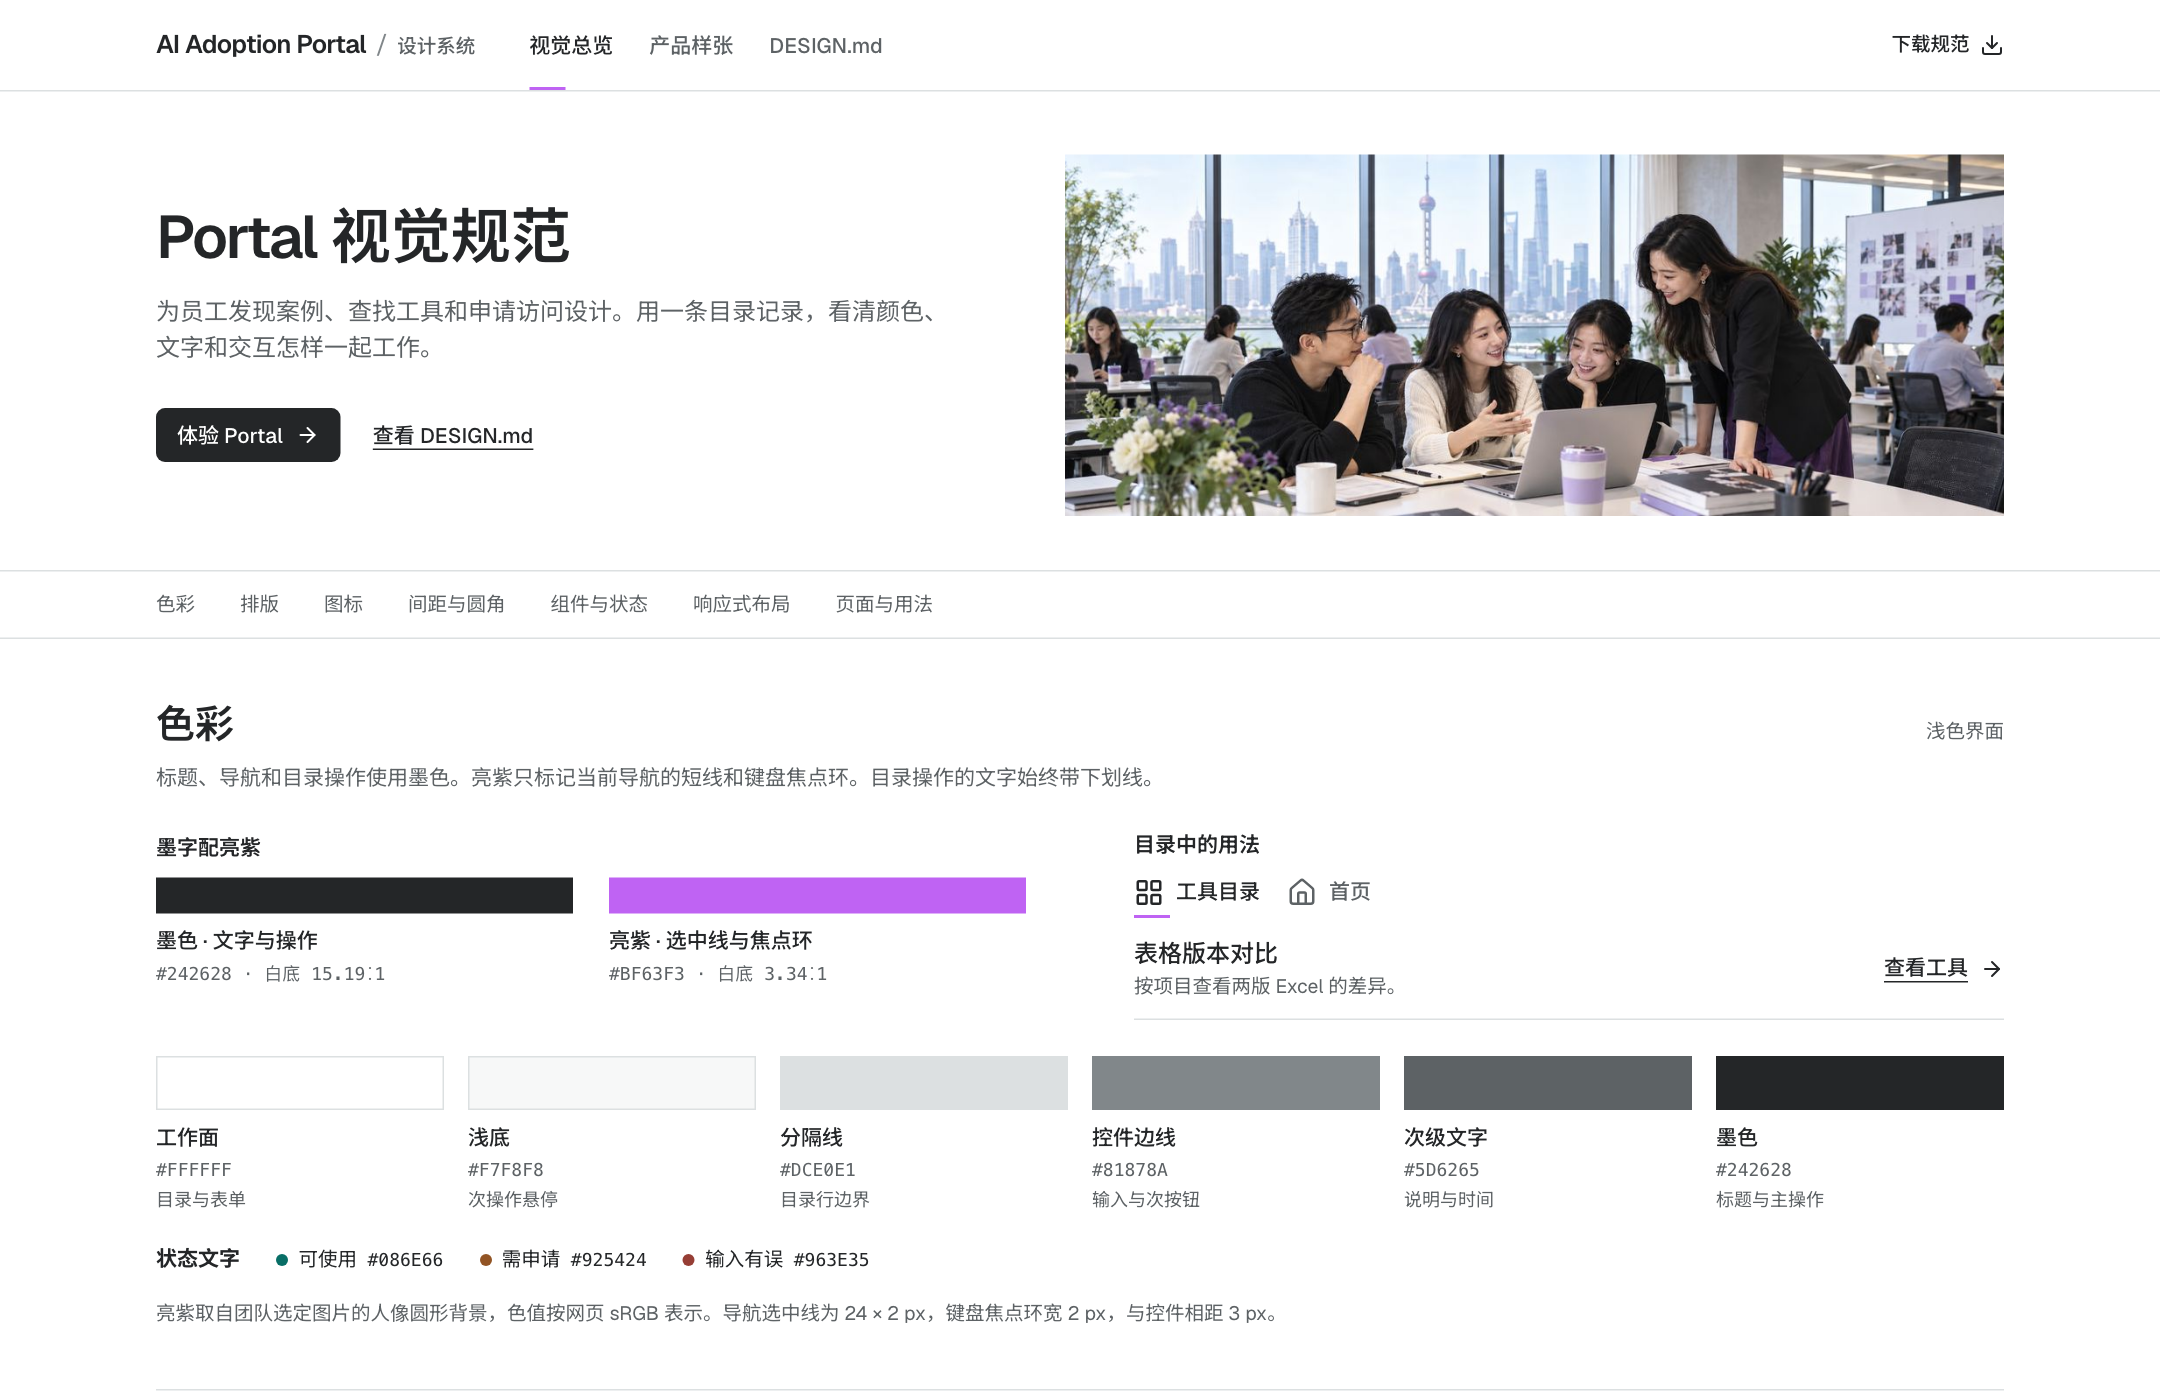 AI Adoption Portal / 设计系统
视觉总览
产品样张
DESIGN.md
下载规范
Portal 视觉规范
为员工发现案例、查找工具和申请访问设计。用一条目录记录，看清颜色、
文字和交互怎样一起工作。
体验 Portal
查看 DESIGN.md
色彩
排版
图标
间距与圆角
组件与状态
响应式布局
页面与用法
色彩
浅色界面
标题、导航和目录操作使用墨色。亮紫只标记当前导航的短线和键盘焦点环。目录操作的文字始终带下划线。
墨字配亮紫
墨色 · 文字与操作
#242628 · 白底 15.19:1
亮紫 · 选中线与焦点环
#BF63F3 · 白底 3.34:1
目录中的用法
工具目录
首页
表格版本对比
按项目查看两版 Excel 的差异。
查看工具
工作面
#FFFFFF
目录与表单
浅底
#F7F8F8
次操作悬停
分隔线
#DCE0E1
目录行边界
控件边线
#81878A
输入与次按钮
次级文字
#5D6265
说明与时间
墨色
#242628
标题与主操作
状态文字
可使用 #086E66
需申请 #925424
输入有误 #963E35
亮紫取自团队选定图片的人像圆形背景，色值按网页 sRGB 表示。导航选中线为 24 × 2 px，键盘焦点环宽 2 px，与控件相距 3 px。